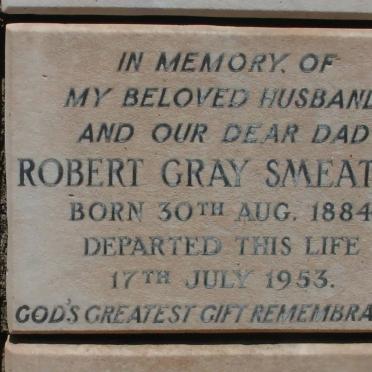 IN MEMORY. OF
MY BELOVED HUSBAND
AND OUR DEAR DAD
ROBERT GRAY SMEAT
BORN 30TH AUG. 1884
DEPARTED THIS LIFE
17TH JULY 1953.
GOD'S GREATEST GIFT REMEMBRA